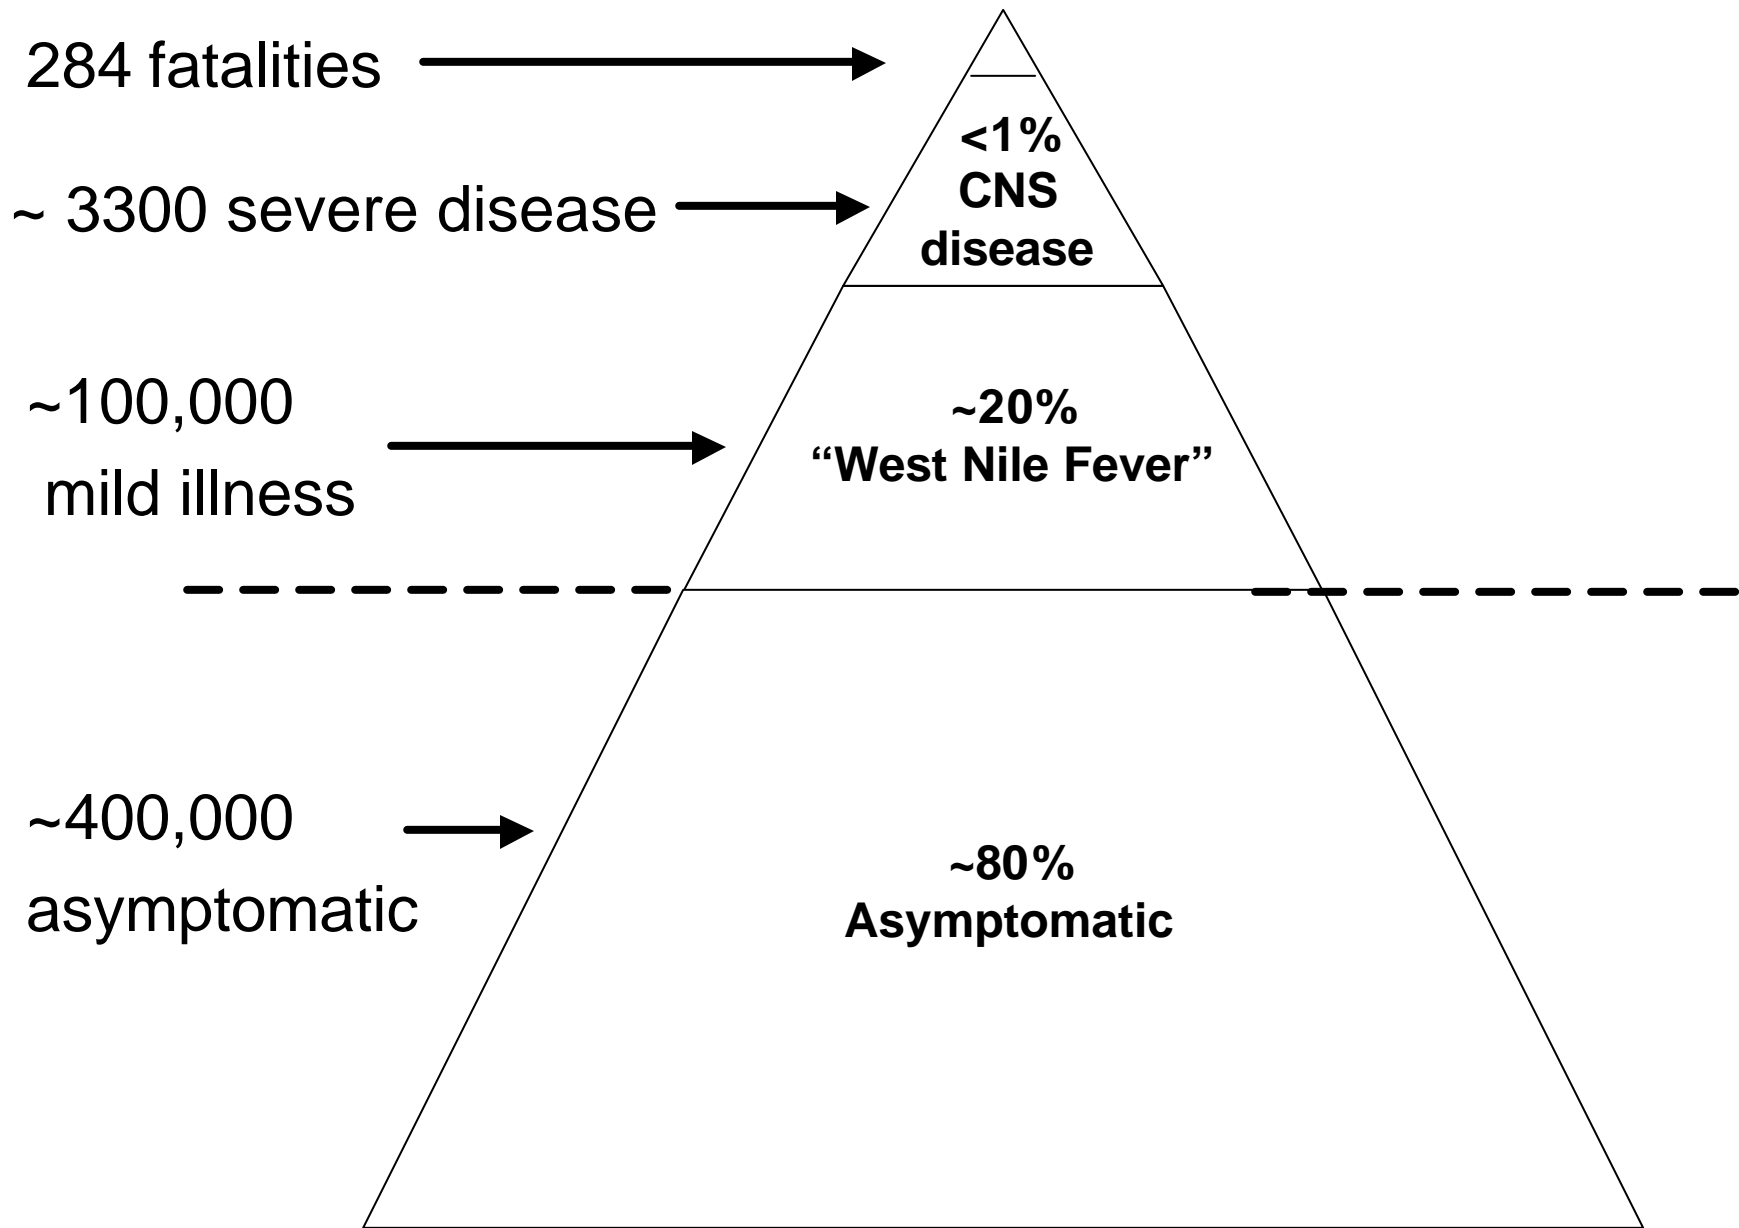 284 fatalities
<1%
CNS
disease
~ 3300 severe disease
~100,000
mild illness
~20%
“West Nile Fever”
~400,000
asymptomatic
~80%
Asymptomatic